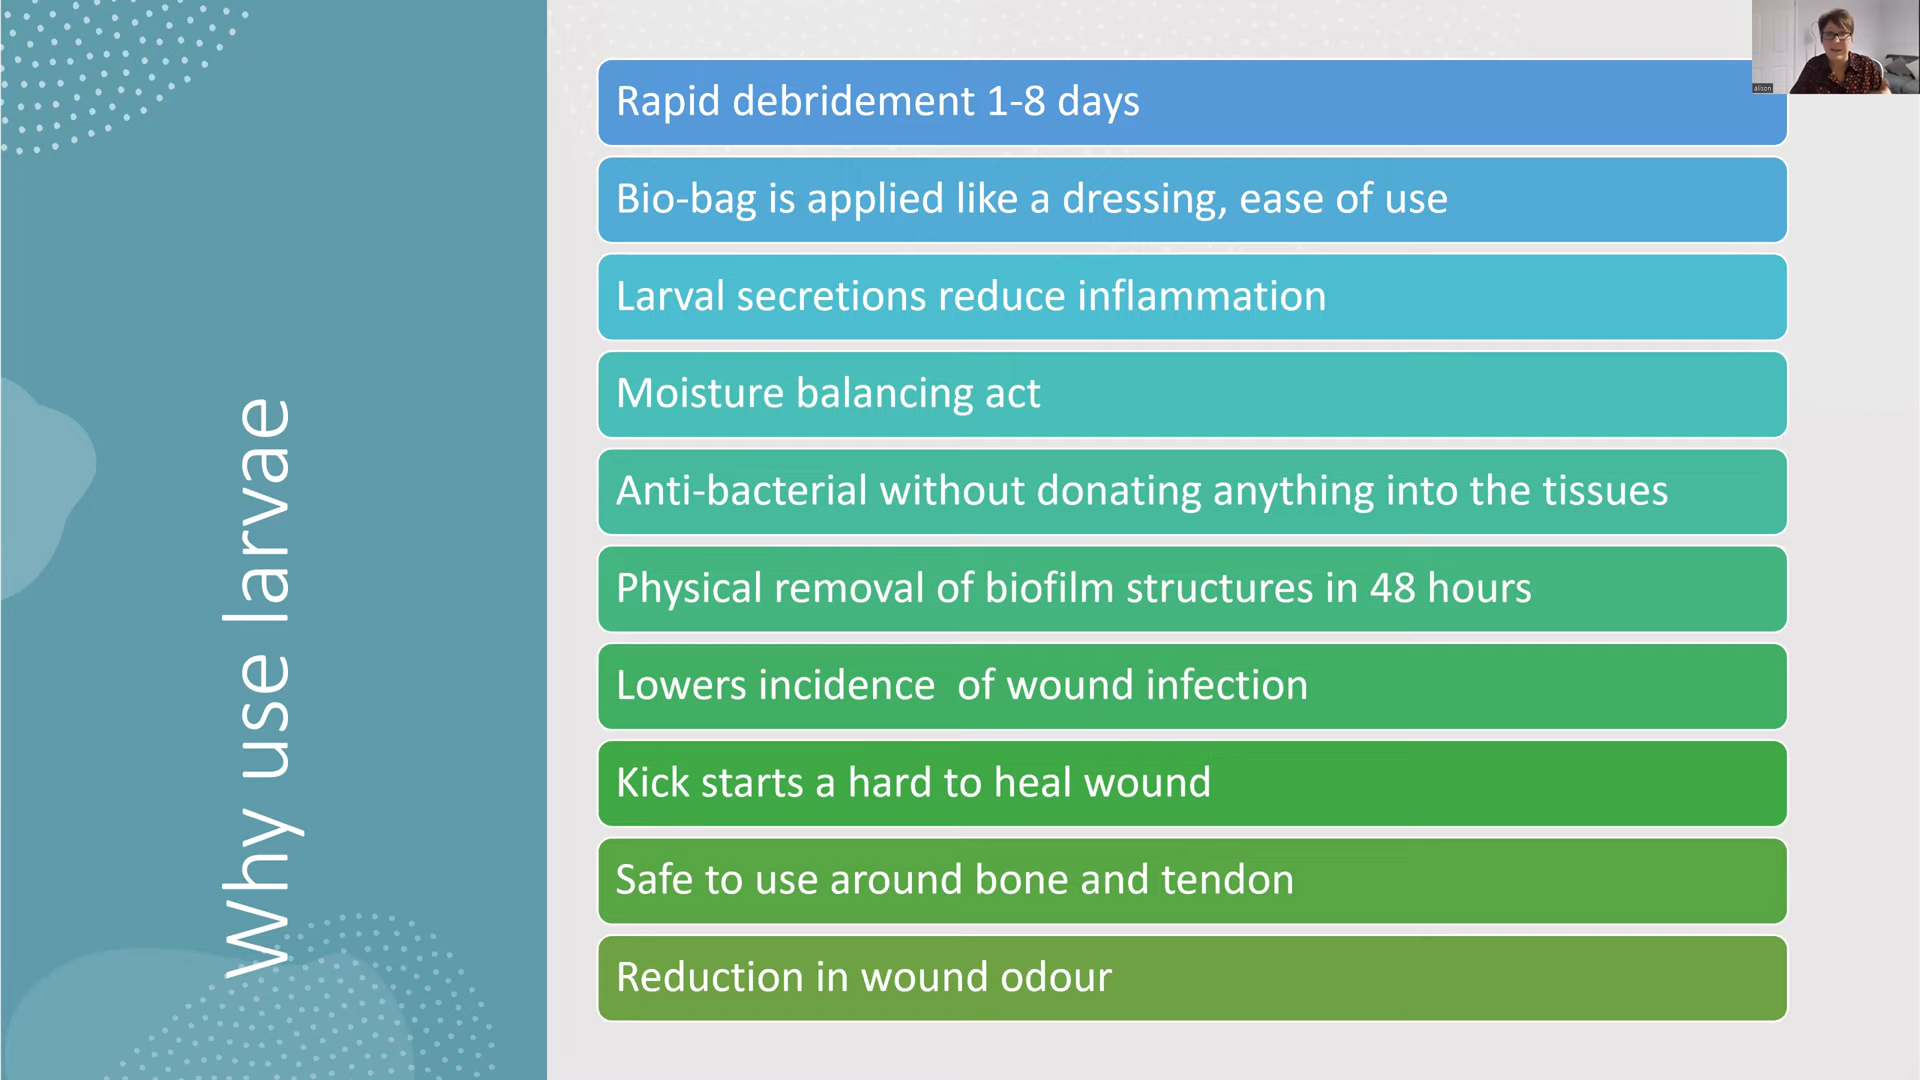 Why use larvae
Rapid debridement 1-8 days
Bio-bag is applied like a dressing, ease of use
Larval secretions reduce inflammation
Moisture balancing act
Anti-bacterial without donating anything into the tissues
Physical removal of biofilm structures in 48 hours
Lowers incidence  of wound infection
Kick starts a hard to heal wound
Safe to use around bone and tendon
Reduction in wound odour
alison